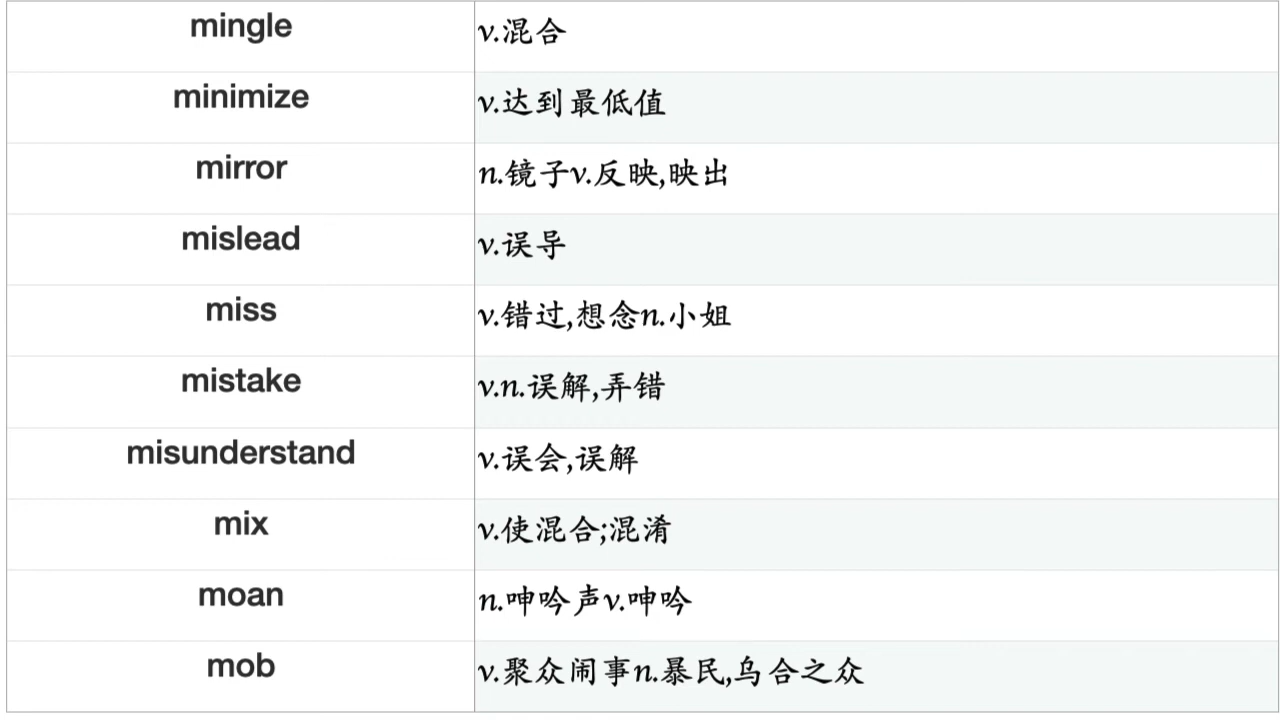 mingle v.混合
minimize v.达到最低值
mirror n.镜子v.反映,映出
mislead v.误导
miss v.错过,想念n.小姐
mistake v.n.误解,弄错
misunderstand v.误会,误解
mix v.使混合;混淆
moan n.呻吟声v.呻吟
mob v.聚众闹事n.暴民,乌合之众